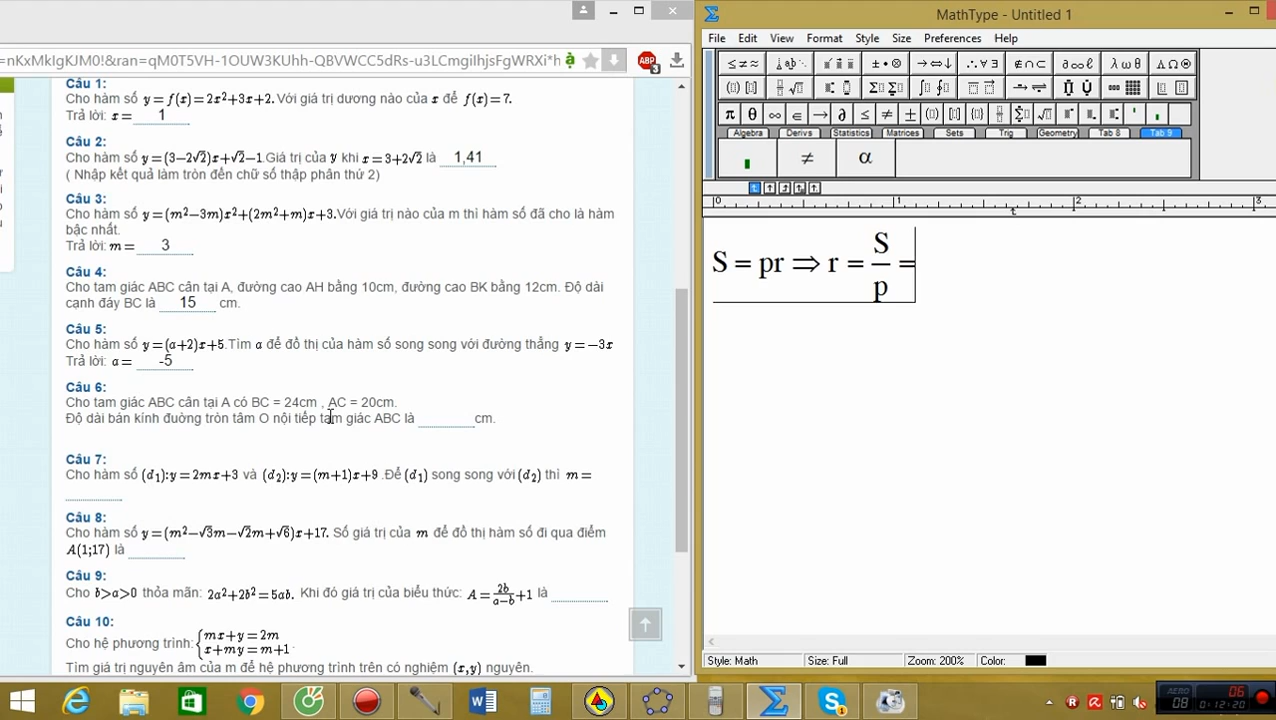 =nKxMkIgKJM0!&ran=qM0T5VH-1OUW3KUhh-QBVWCC5dRs-u3LCmgiIhjsFgWRXi*h
Câu 1:
Cho hàm số y=f(x)=2x²+3x+2. Với giá trị dương nào của x để f(x)=7.
Trả lời: x= 1
Câu 2:
Cho hàm số y=(3−2√2)x+√2−1.Giá trị của y khi x=3+2√2 là 1,41
( Nhập kết quả làm tròn đến chữ số thập phân thứ 2)
Câu 3:
Cho hàm số y=(m²−3m)x²+(2m²+m)x+3.Với giá trị nào của m thì hàm số đã cho là hàm
bậc nhất.
Trả lời: m= 3
Câu 4:
Cho tam giác ABC cân tại A, đường cao AH bằng 10cm, đường cao BK bằng 12cm. Độ dài
cạnh đáy BC là 15 cm.
Câu 5:
Cho hàm số y=(a+2)x+5.Tìm a để đồ thị của hàm số song song với đường thẳng y=−3x
Trả lời: a= -5
Câu 6:
Cho tam giác ABC cân tại A có BC = 24cm , AC = 20cm.
Độ dài bán kính đuờng tròn tâm O nội tiếp tam giác ABC là cm.
Câu 7:
Cho hàm số (d₁):y=2mx+3 và (d₂):y=(m+1)x+9 .Để (d₁) song song với (d₂) thì m=
Câu 8:
Cho hàm số y=(m²−√3m−√2m+√6)x+17. Số giá trị của m để đồ thị hàm số đi qua điểm
A(1;17) là
Câu 9:
Cho b>a>0 thỏa mãn: 2a²+2b²=5ab. Khi đó giá trị của biểu thức: A=2b/(a−b)+1 là
Câu 10:
Cho hệ phương trình: {mx+y=2m
x+my=m+1.
Tìm giá trị nguyên âm của m để hệ phương trình trên có nghiệm (x,y) nguyên.
MathType - Untitled 1
File Edit View Format Style Size Preferences Help
Algebra Derivs Statistics Matrices Sets Trig Geometry Tab 8 Tab 9
≠ α
0 1 2 3
S = pr ⇒ r = S/p =
Style: Math Size: Full Zoom: 200% Color:
AERO 08 06 0:12:20